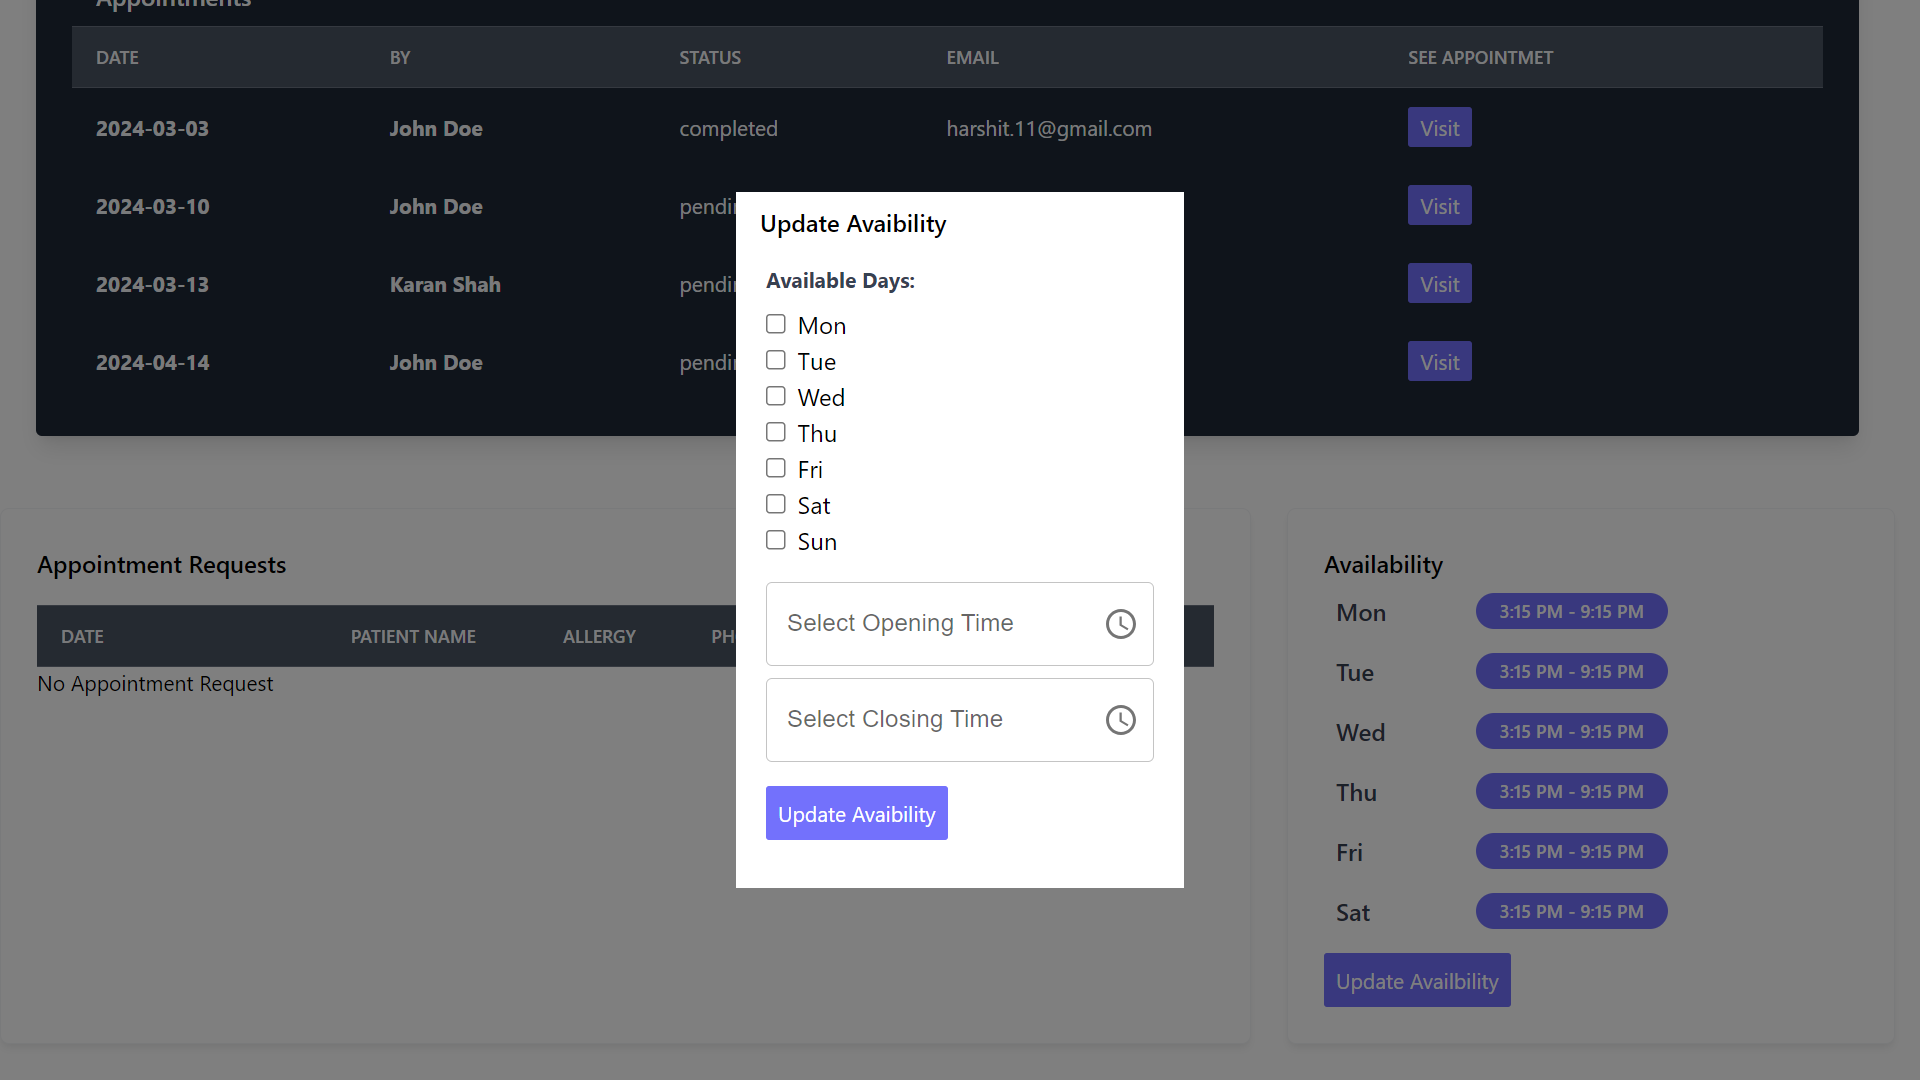 Appointments
DATE BY STATUS EMAIL SEE APPOINTMET
2024-03-03 John Doe completed harshit.11@gmail.com Visit
2024-03-10 John Doe pendin Visit
2024-03-13 Karan Shah pendin Visit
2024-04-14 John Doe pendin Visit
Update Avaibility
Available Days:
Mon
Tue
Wed
Thu
Fri
Sat
Sun
Select Opening Time
Select Closing Time
Update Avaibility
Appointment Requests
DATE PATIENT NAME ALLERGY PH
No Appointment Request
Availability
Mon 3:15 PM - 9:15 PM
Tue 3:15 PM - 9:15 PM
Wed 3:15 PM - 9:15 PM
Thu 3:15 PM - 9:15 PM
Fri 3:15 PM - 9:15 PM
Sat 3:15 PM - 9:15 PM
Update Availbility